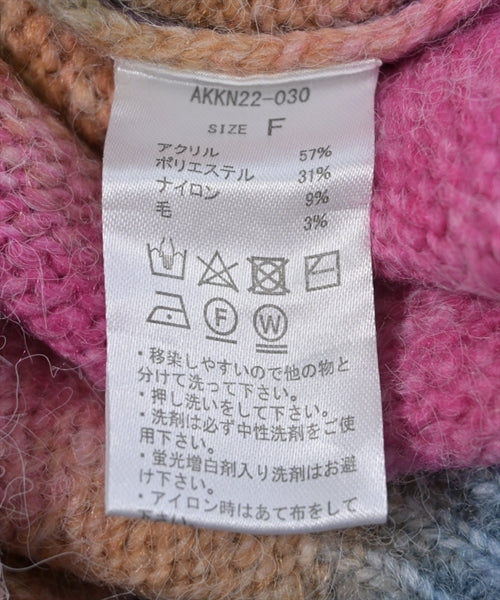 AKKN22-030
SIZE F
アクリル 57%
ポリエステル 31%
ナイロン 9%
毛 3%
F W
・移染しやすいので他の物と
分けて洗って下さい。
・押し洗いをして下さい。
・洗剤は必ず中性洗剤をご使
用下さい。
・蛍光増白剤入り洗剤はお避
け下さい。
・アイロン時はあて布をして
下さい。